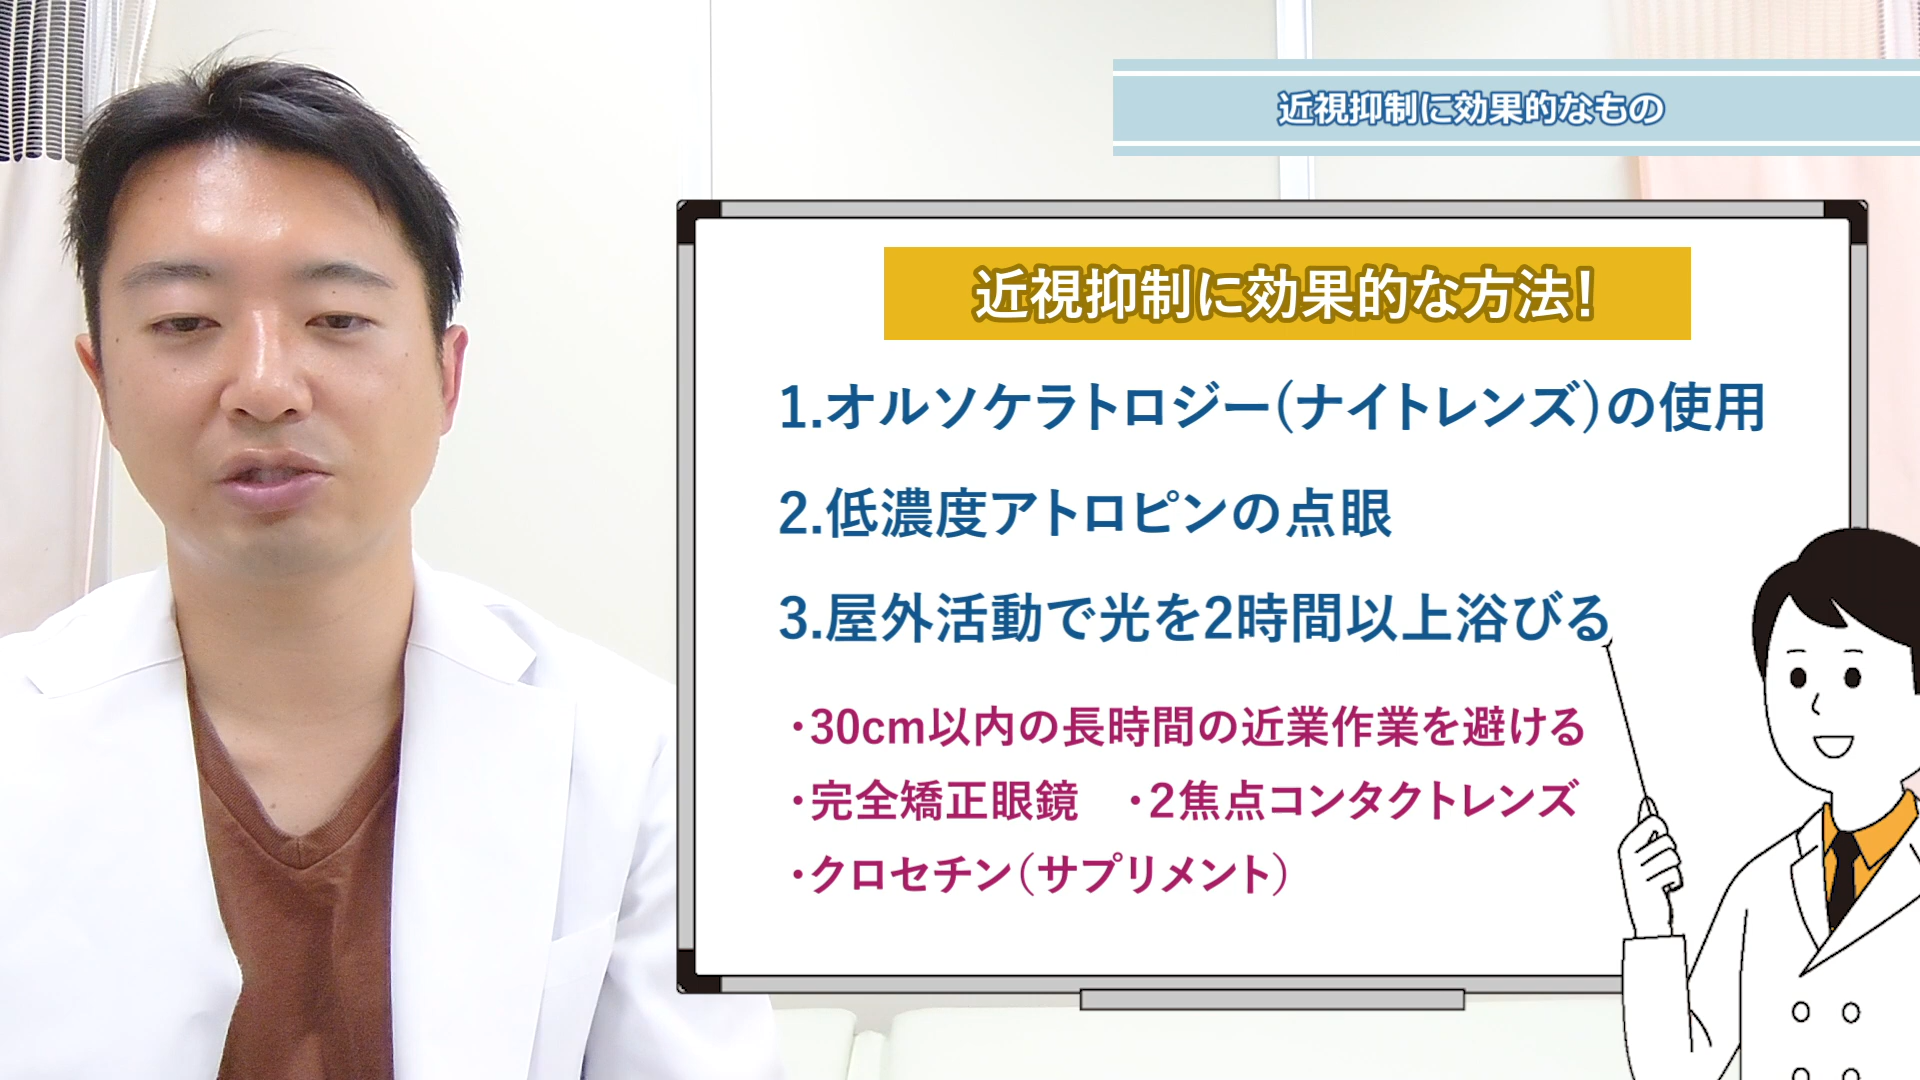 近視抑制に効果的なもの
近視抑制に効果的な方法!
1.オルソケラトロジー(ナイトレンズ)の使用
2.低濃度アトロピンの点眼
3.屋外活動で光を2時間以上浴びる
・30cm以内の長時間の近業作業を避ける
・完全矯正眼鏡 ・2焦点コンタクトレンズ
・クロセチン(サプリメント)